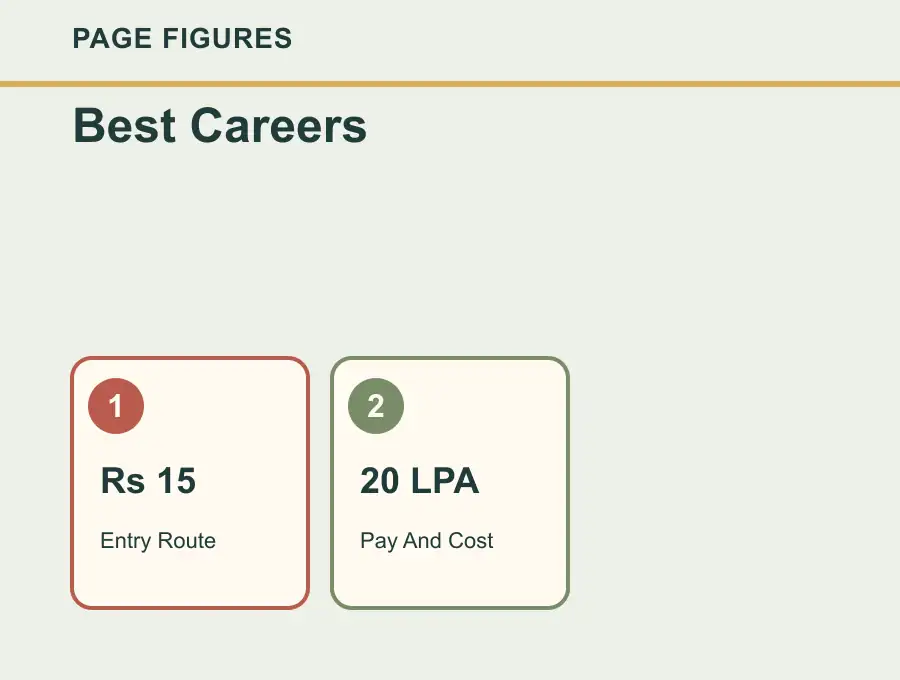 PAGE FIGURES
Best Careers
1
Rs 15
Entry Route
2
20 LPA
Pay And Cost